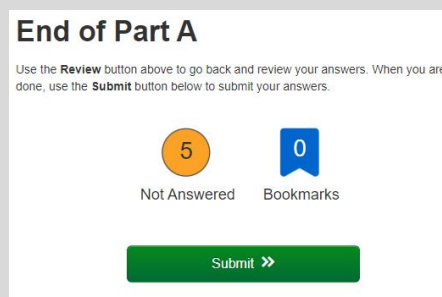 End of Part A
Use the Review button above to go back and review your answers. When you are
done, use the Submit button below to submit your answers.
5
0
Not Answered
Bookmarks
Submit »